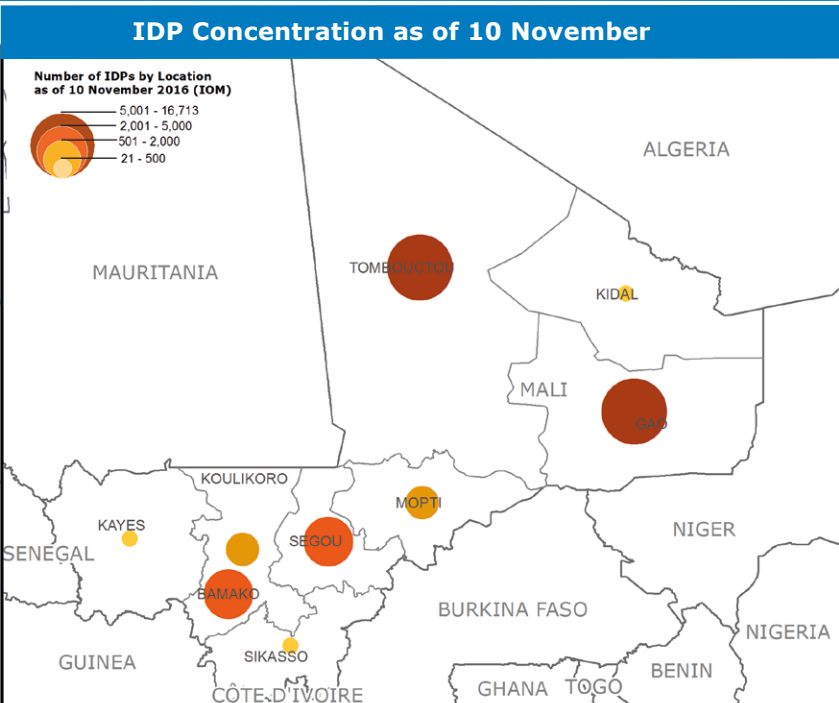 IDP Concentration as of 10 November
Number of IDPs by Location
as of 10 November 2016 (IOM)
5,001 - 16,713
2,001 - 5,000
501 - 2,000
21 - 500
ALGERIA
MAURITANIA
TOMBOUCTOU
KIDAL
MALI
GAO
KOULIKORO
MOPTI
KAYES
SEGOU
SENEGAL
NIGER
BAMAKO
BURKINA FASO
NIGERIA
SIKASSO
GUINEA
BENIN
CÔTE D'IVOIRE
GHANA
TOGO